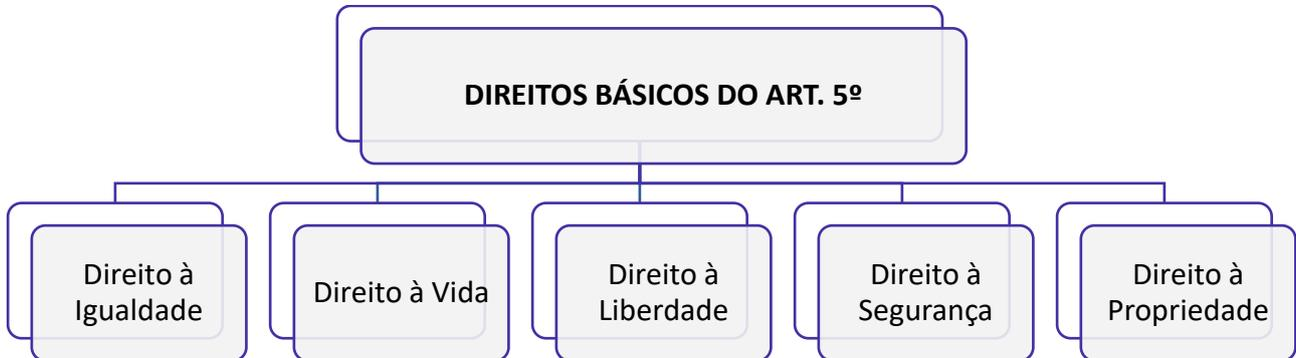 DIREITOS BÁSICOS DO ART. 5º
Direito à
Igualdade
Direito à Vida
Direito à
Liberdade
Direito à
Segurança
Direito à
Propriedade